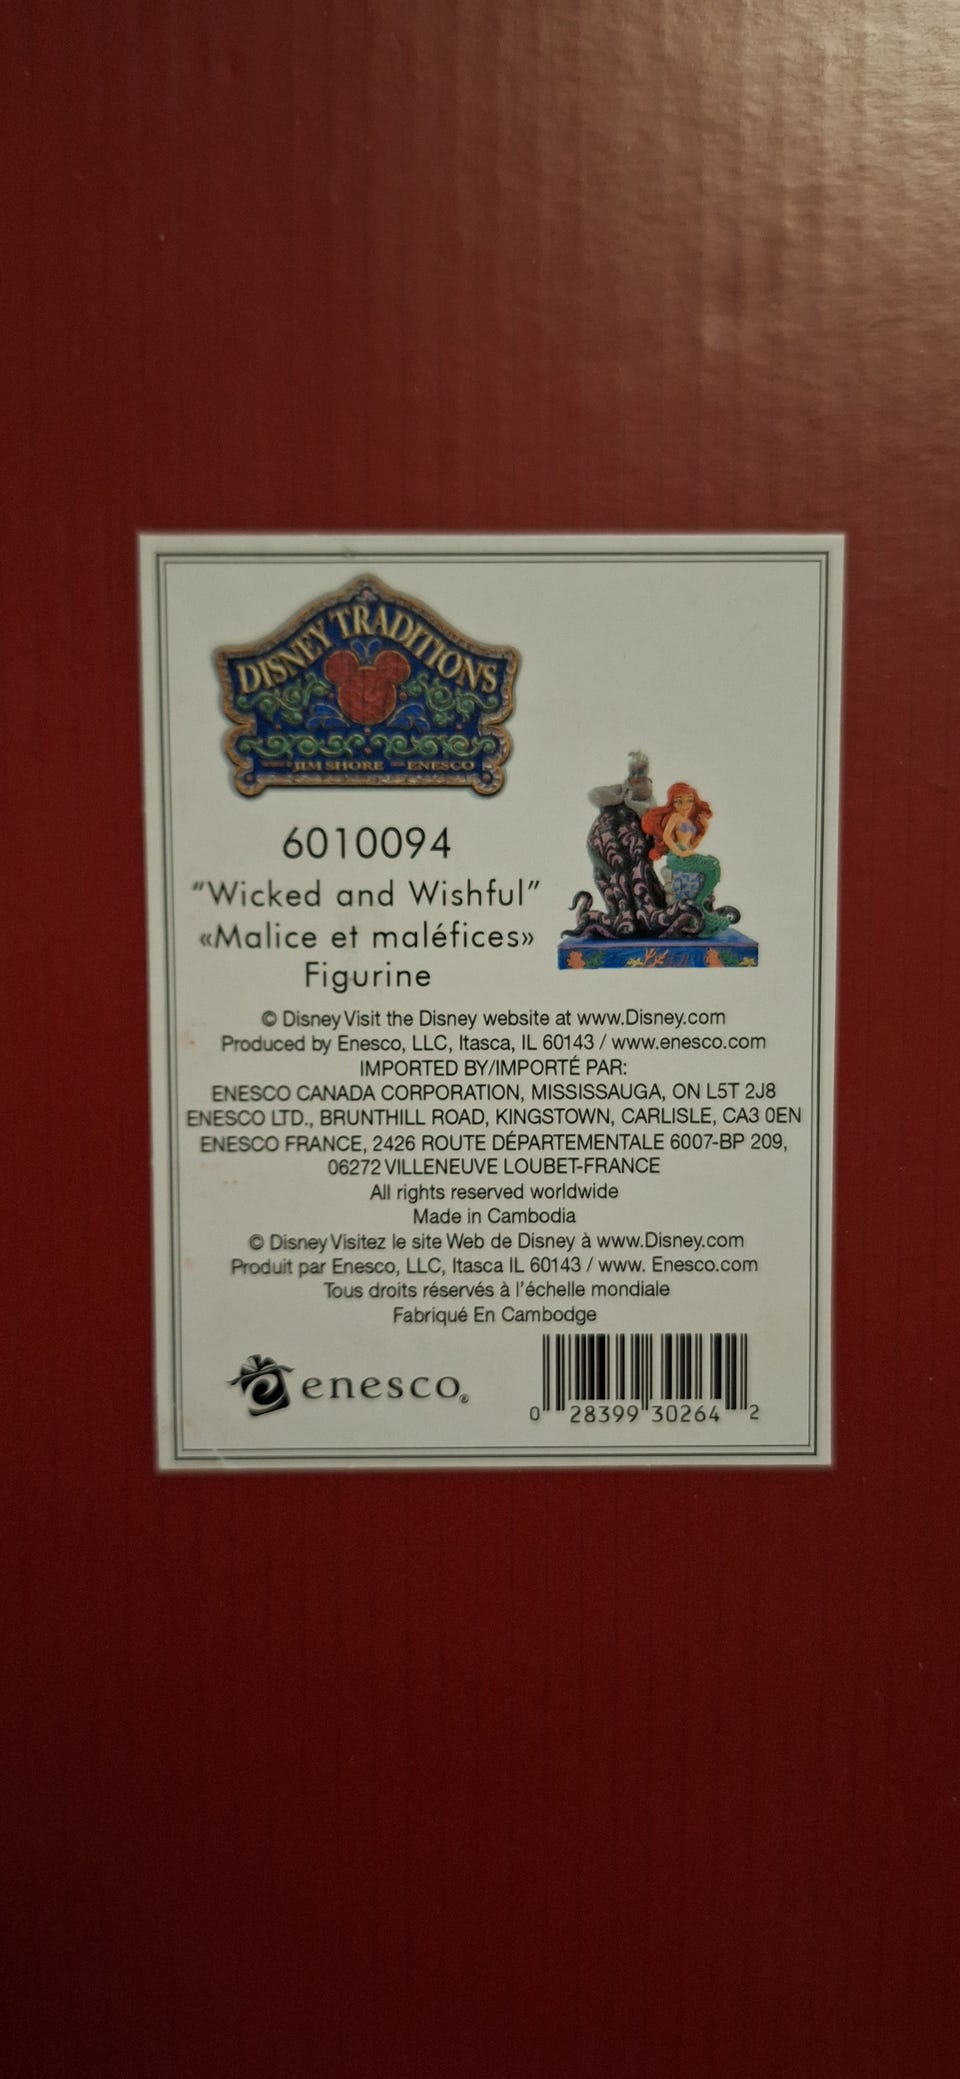 DISNEY TRADITIONS
JIM SHORE ENESCO
6010094
"Wicked and Wishful"
«Malice et maléfices»
Figurine
© Disney Visit the Disney website at www.Disney.com
Produced by Enesco, LLC, Itasca, IL 60143 / www.enesco.com
IMPORTED BY/IMPORTÉ PAR:
ENESCO CANADA CORPORATION, MISSISSAUGA, ON L5T 2J8
ENESCO LTD., BRUNTHILL ROAD, KINGSTOWN, CARLISLE, CA3 0EN
ENESCO FRANCE, 2426 ROUTE DÉPARTEMENTALE 6007-BP 209,
06272 VILLENEUVE LOUBET-FRANCE
All rights reserved worldwide
Made in Cambodia
© Disney Visitez le site Web de Disney à www.Disney.com
Produit par Enesco, LLC, Itasca IL 60143 / www. Enesco.com
Tous droits réservés à l'échelle mondiale
Fabriqué En Cambodge
enesco®
0 28399 30264 2